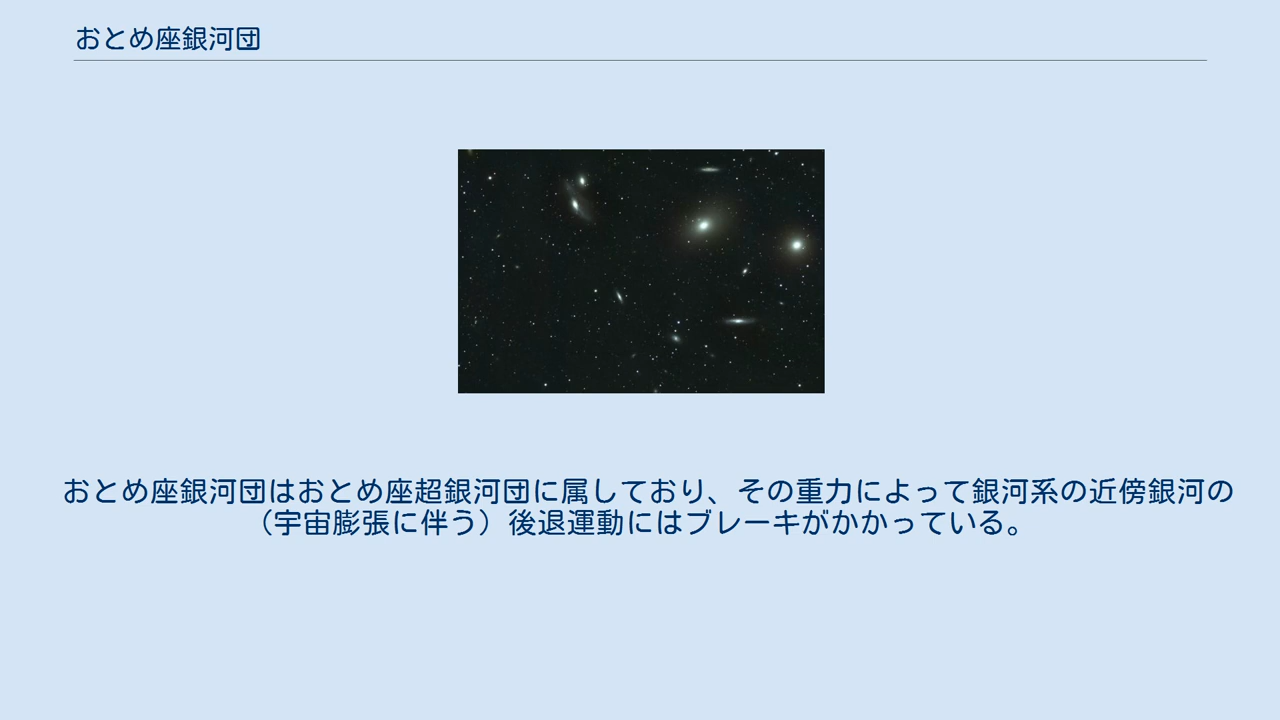 おとめ座銀河団
おとめ座銀河団はおとめ座超銀河団に属しており、その重力によって銀河系の近傍銀河の
（宇宙膨張に伴う）後退運動にはブレーキがかかっている。